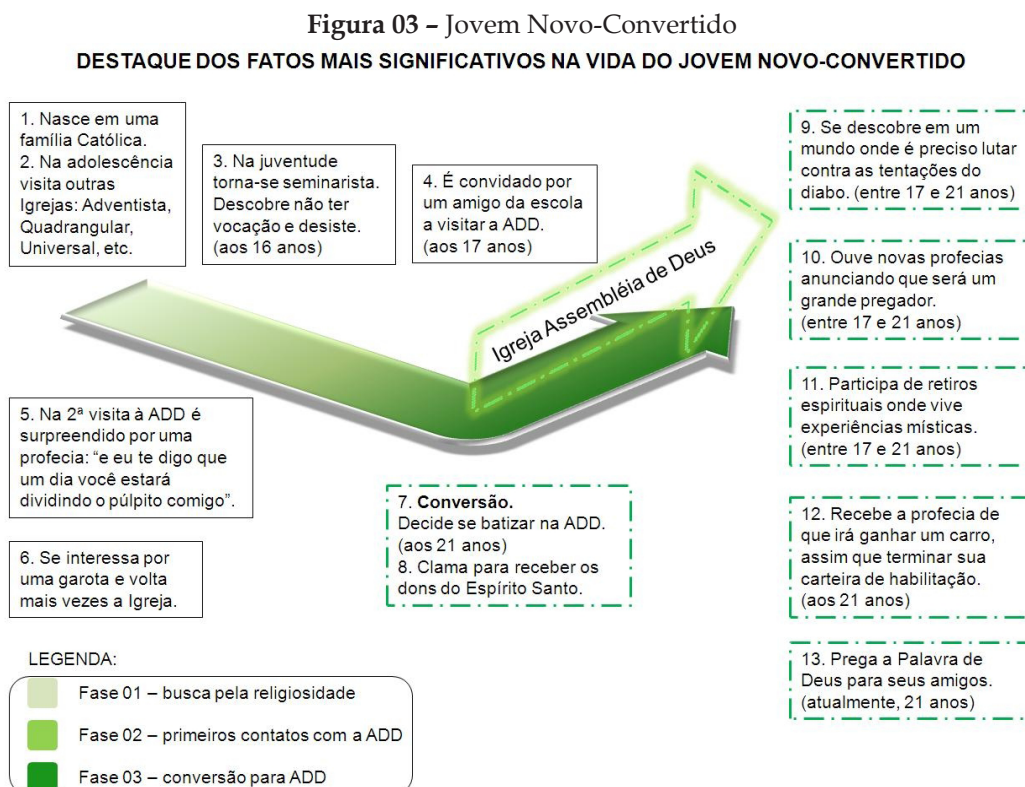 Figura 03 – Jovem Novo-Convertido
DESTAQUE DOS FATOS MAIS SIGNIFICATIVOS NA VIDA DO JOVEM NOVO-CONVERTIDO
1. Nasce em uma
família Católica.
2. Na adolescência
visita outras
Igrejas: Adventista,
Quadrangular,
Universal, etc.
3. Na juventude
torna-se seminarista.
Descobre não ter
vocação e desiste.
(aos 16 anos)
4. É convidado por
um amigo da escola
a visitar a ADD.
(aos 17 anos)
Igreja Assembléia de Deus
5. Na 2ª visita à ADD é
surpreendido por uma
profecia: “e eu te digo que
um dia você estará
dividindo o púlpito comigo”.
6. Se interessa por
uma garota e volta
mais vezes a Igreja.
7. Conversão.
Decide se batizar na ADD.
(aos 21 anos)
8. Clama para receber os
dons do Espírito Santo.
9. Se descobre em um
mundo onde é preciso lutar
contra as tentações do
diabo. (entre 17 e 21 anos)
10. Ouve novas profecias
anunciando que será um
grande pregador.
(entre 17 e 21 anos)
11. Participa de retiros
espirituais onde vive
experiências místicas.
(entre 17 e 21 anos)
12. Recebe a profecia de
que irá ganhar um carro,
assim que terminar sua
carteira de habilitação.
(aos 21 anos)
13. Prega a Palavra de
Deus para seus amigos.
(atualmente, 21 anos)
LEGENDA:
Fase 01 – busca pela religiosidade
Fase 02 – primeiros contatos com a ADD
Fase 03 – conversão para ADD